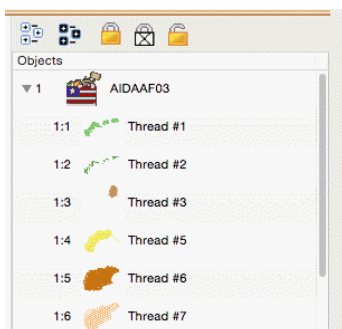 Objects
1 AIDAAF03
1:1 Thread #1
1:2 Thread #2
1:3 Thread #3
1:4 Thread #5
1:5 Thread #6
1:6 Thread #7